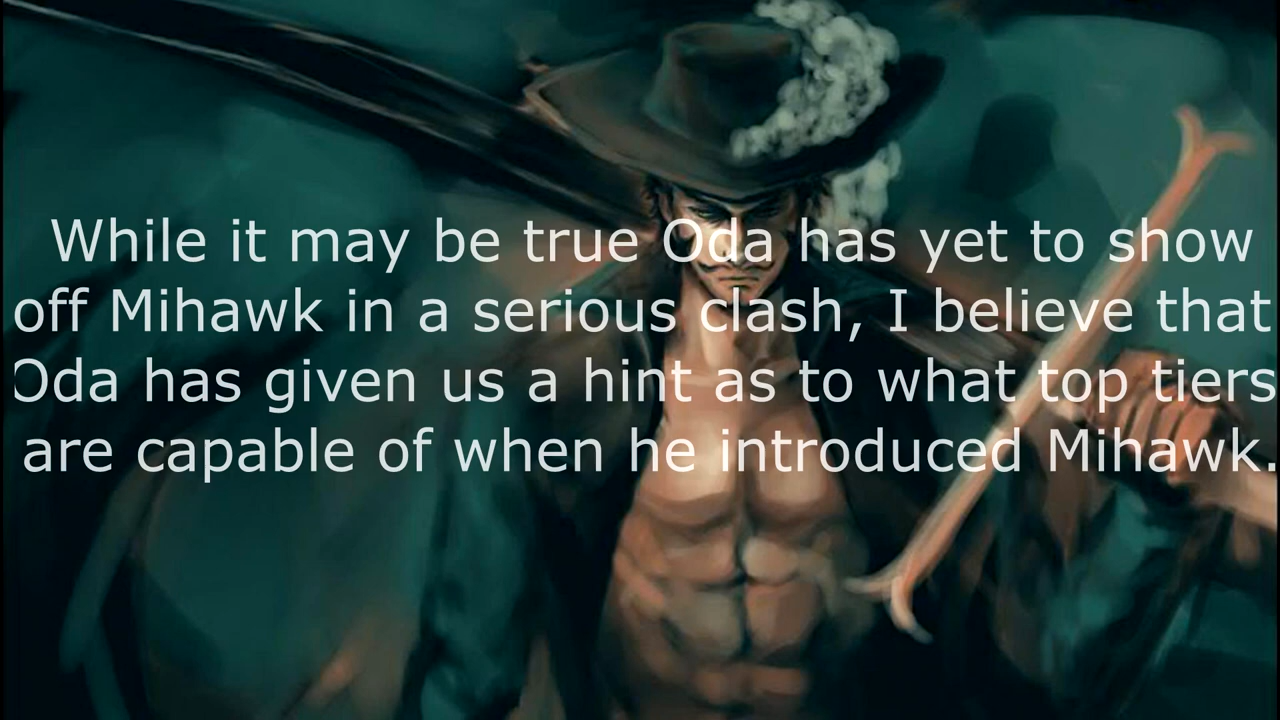 While it may be true Oda has yet to show
off Mihawk in a serious clash, I believe that
Oda has given us a hint as to what top tiers
are capable of when he introduced Mihawk.